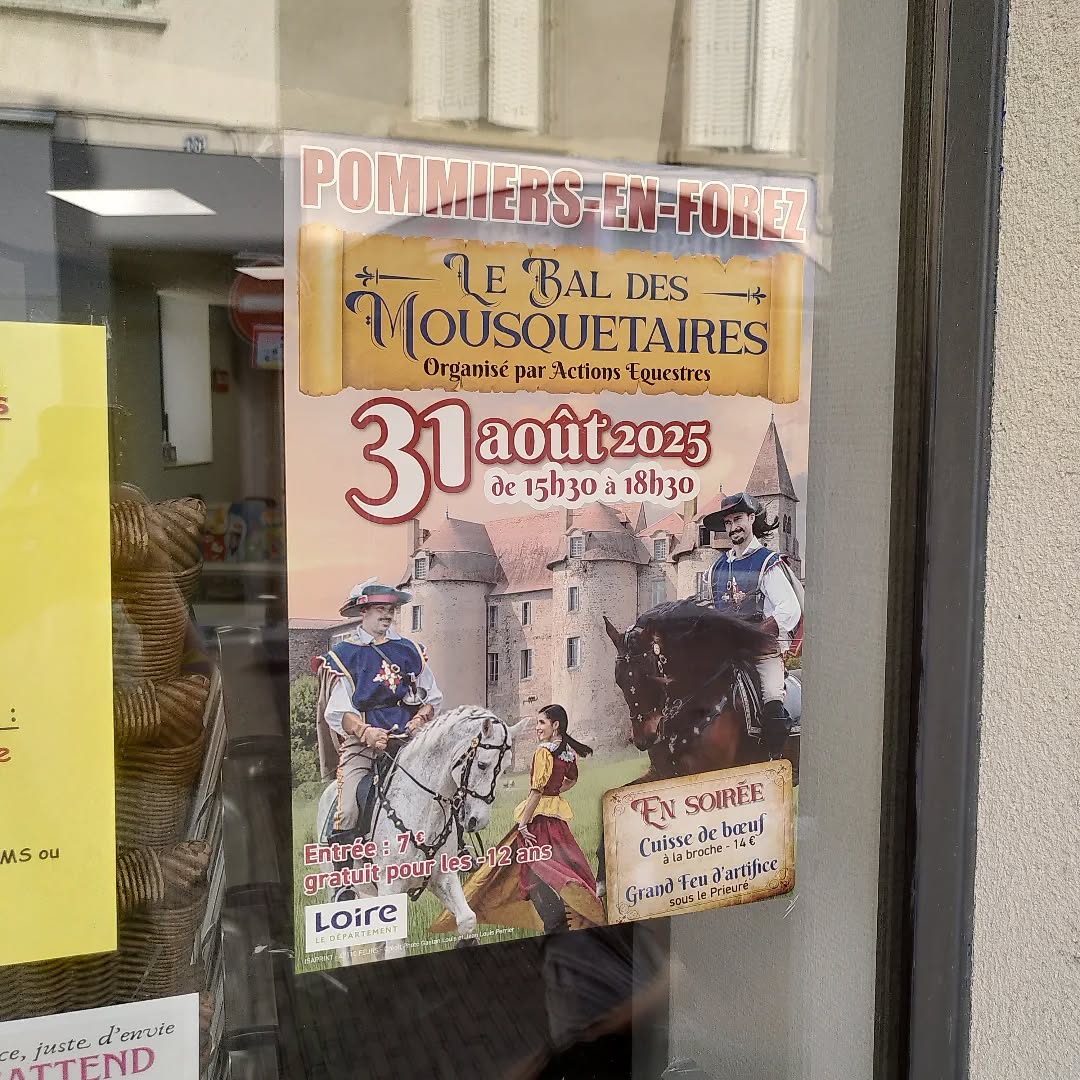 POMMIERS-EN-FOREZ
LE BAL DES
MOUSQUETAIRES
Organisé par Actions Equestres
31 août 2025
de 15h30 à 18h30
EN SOIRÉE
Cuisse de bœuf
à la broche - 14 €
Grand Feu d'artifice
sous le Prieuré
Entrée : 7 €
gratuit pour les -12 ans
Loire
LE DÉPARTEMENT
s
:
e
MS ou
ce, juste d'envie
ATTEND